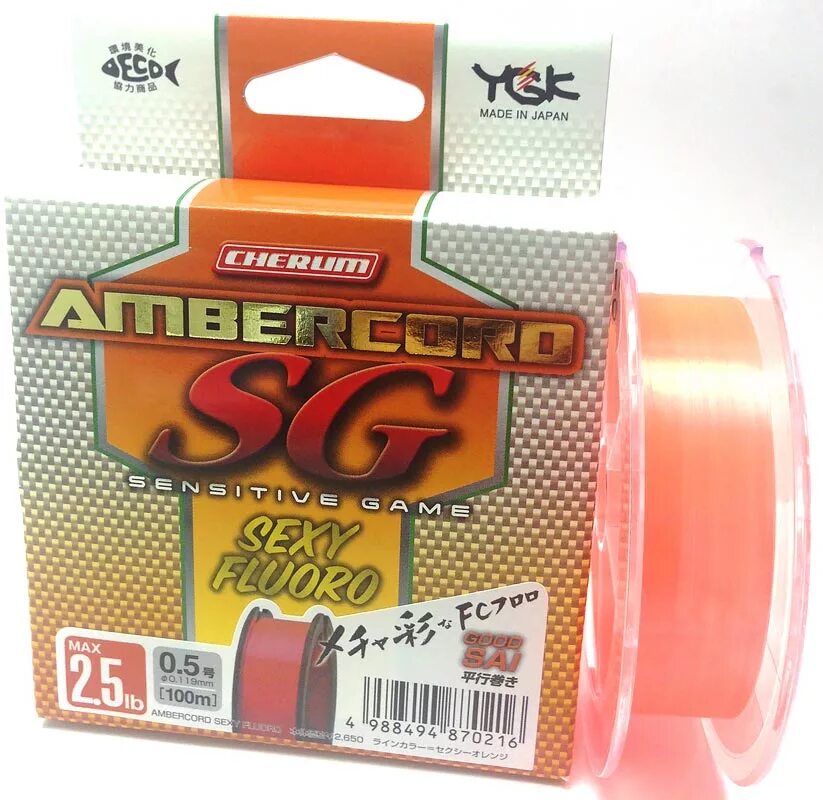 環境美化
ECO
協力商品
YGK
MADE IN JAPAN
CHERUM
AMBERCORD
SG
SENSITIVE GAME
SEXY
FLUORO
メチャ彩なFCフロロ
GOOD
SAI
平行巻き
MAX
2.5lb
0.5号
φ0.119mm
[100m]
4 988494 870216
AMBERCORD SEXY FLUORO 2,650
ラインカラー=セクシーオレンジ